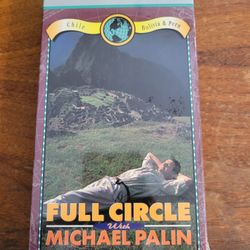 Chile
Bolivia & Peru
FULL CIRCLE
With
MICHAEL PALIN